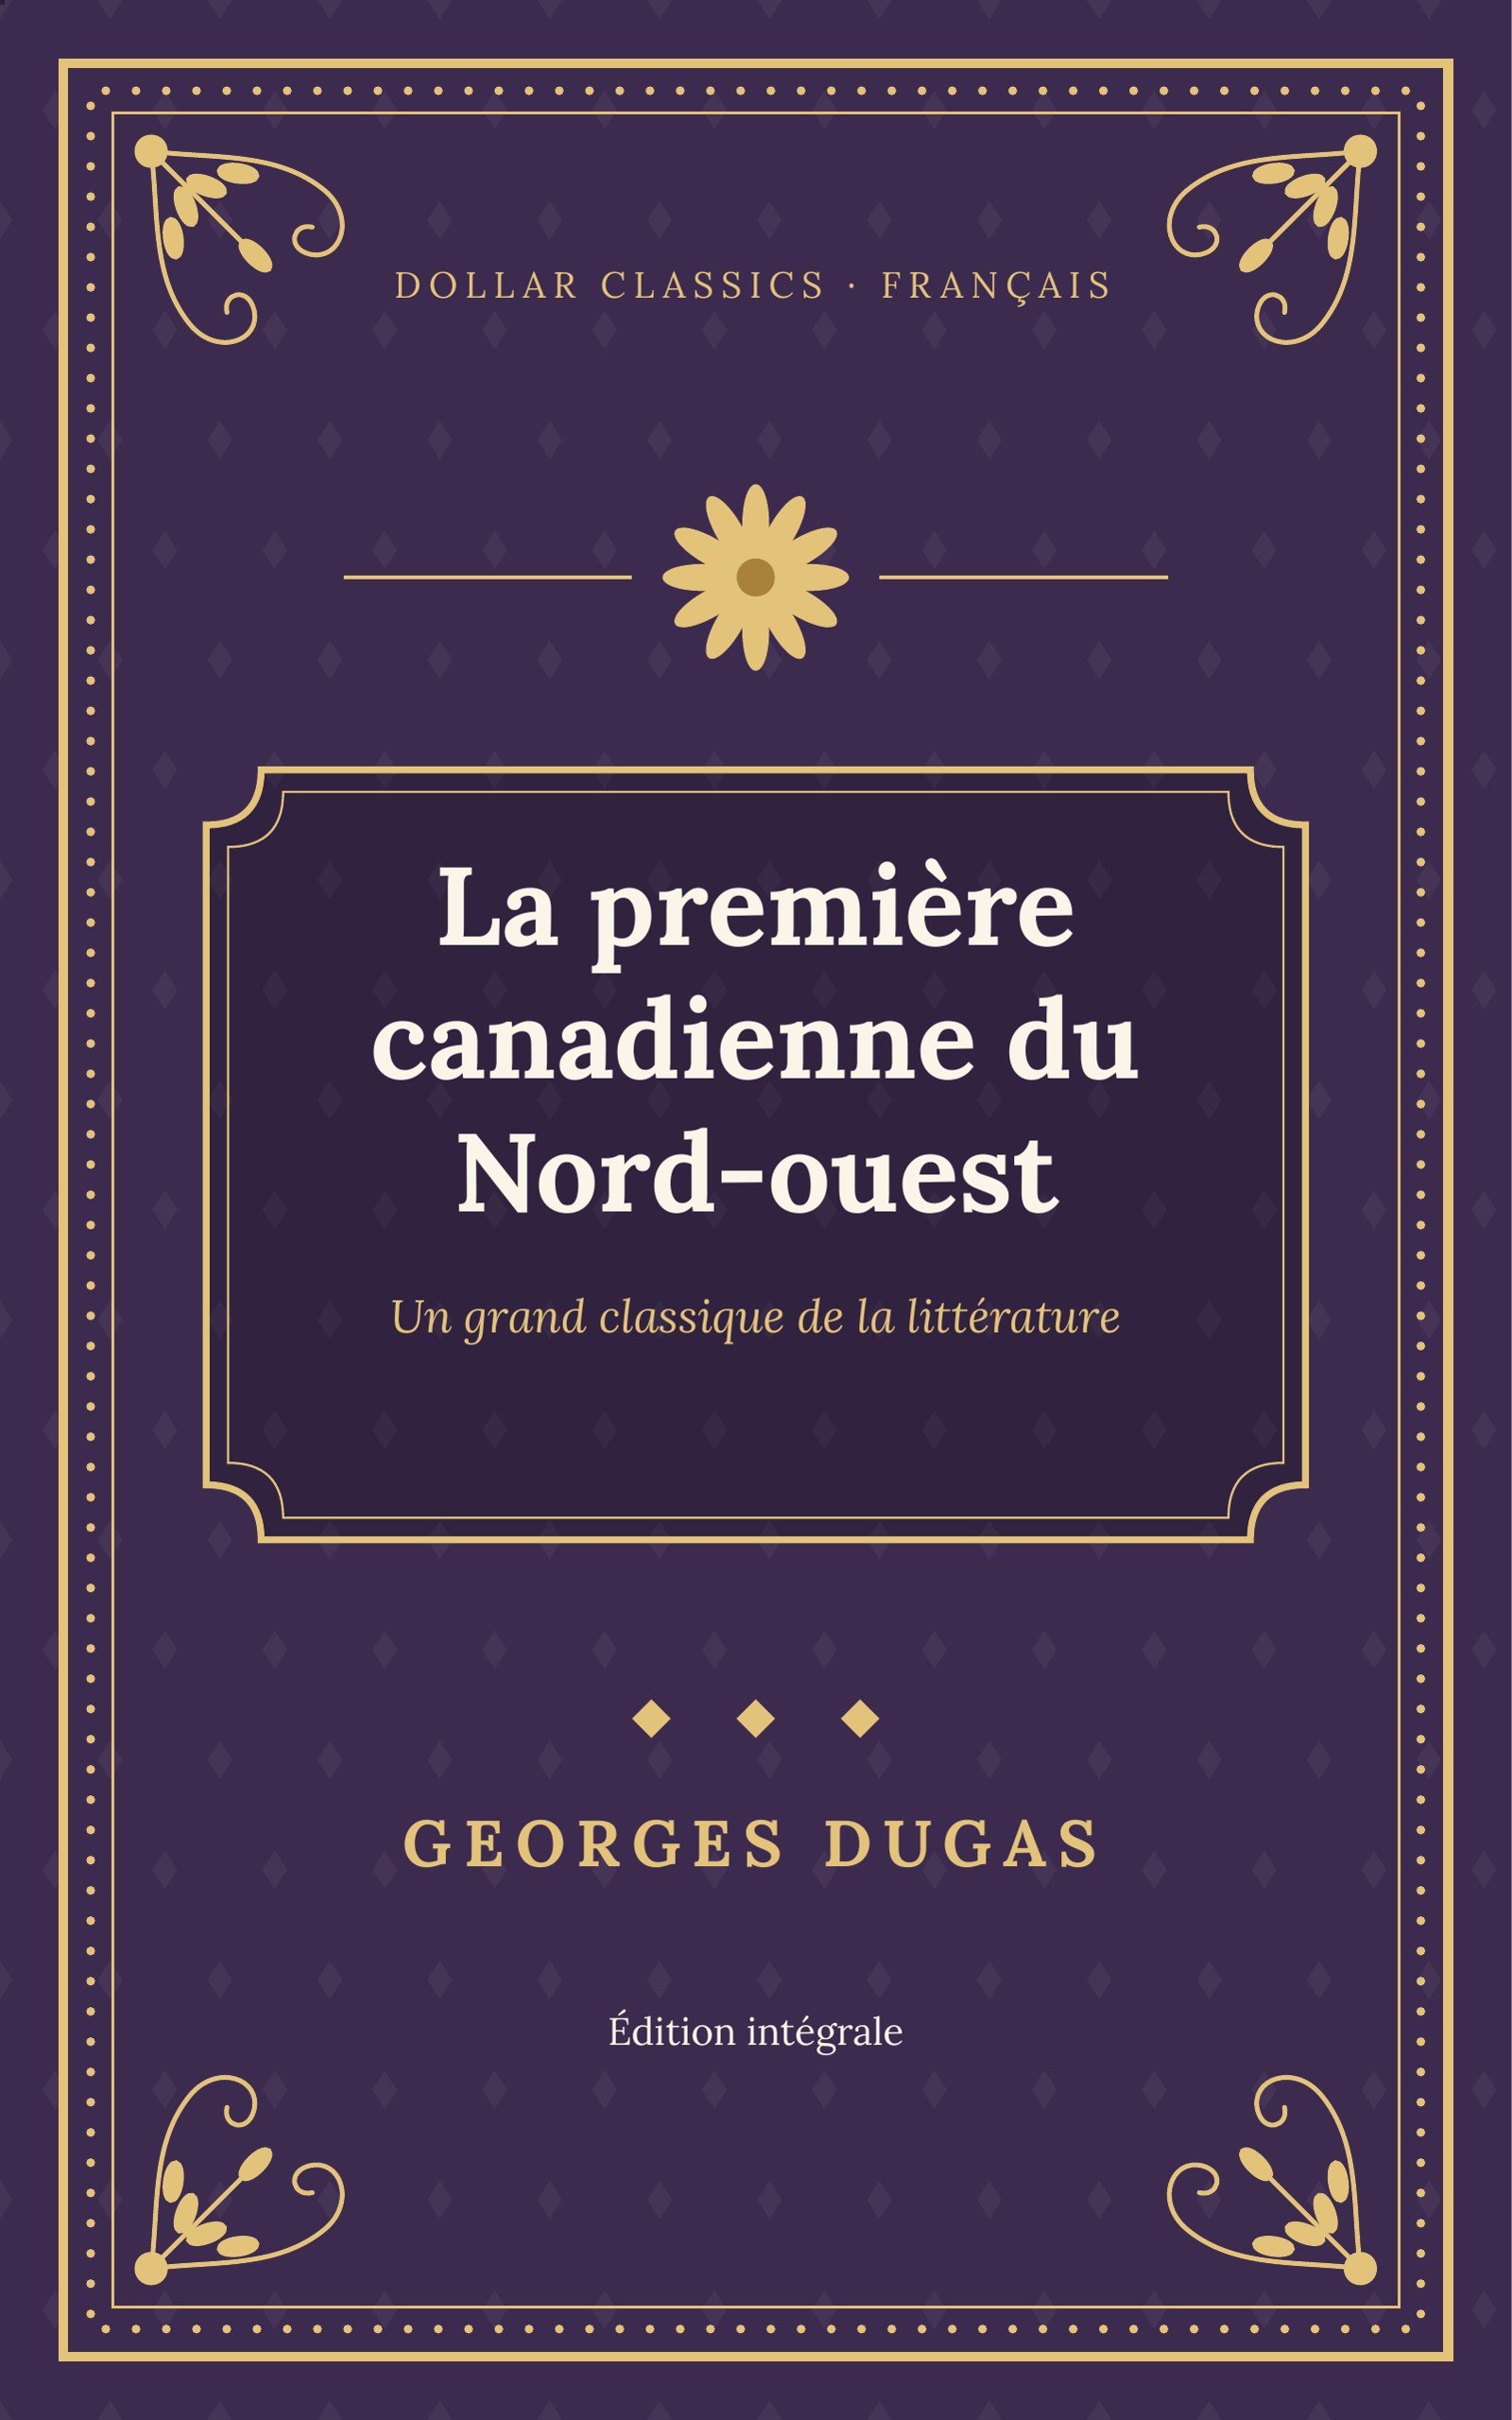 DOLLAR CLASSICS · FRANÇAIS
La première
canadienne du
Nord-ouest
Un grand classique de la littérature
GEORGES DUGAS
Édition intégrale